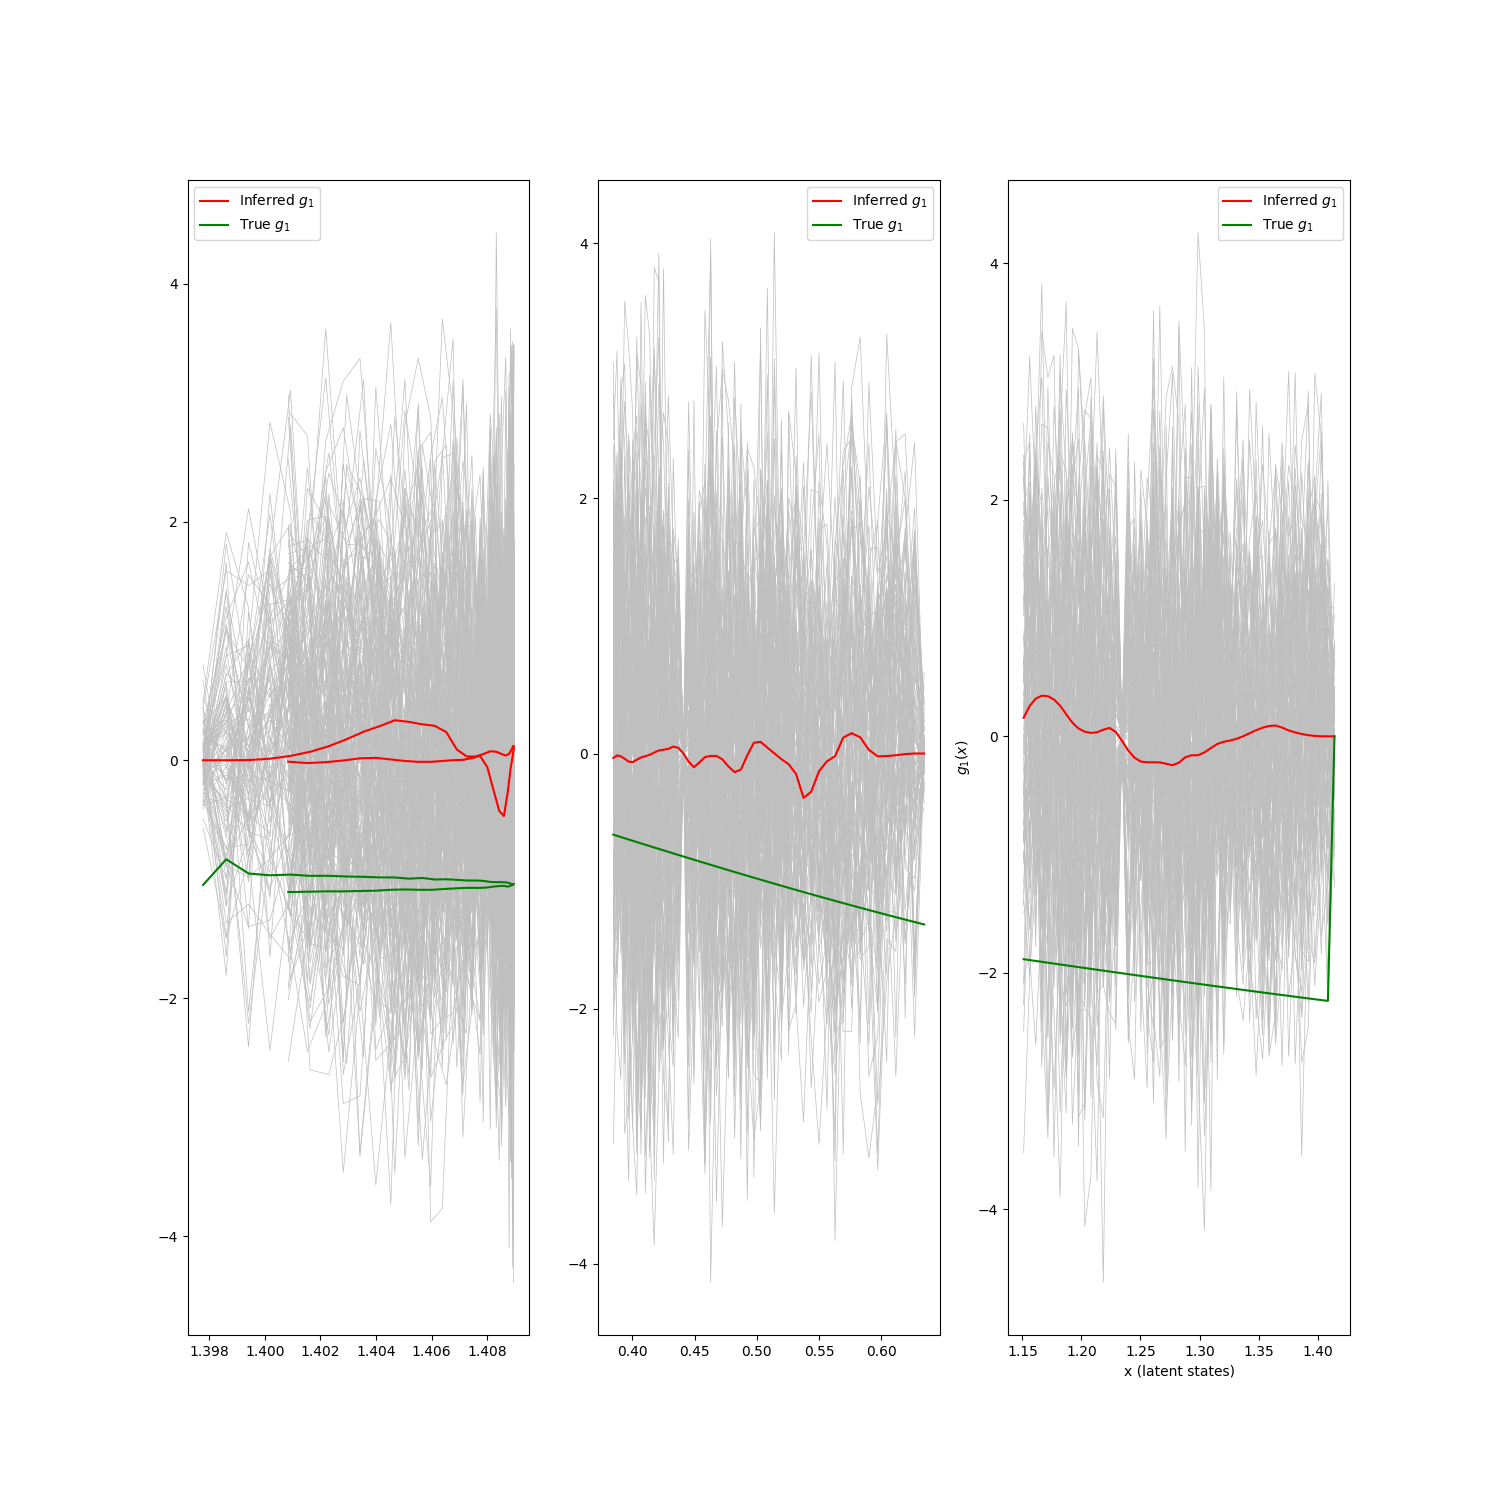 Inferred g₁
True g₁
4
2
0
−2
−4
1.398 1.400 1.402 1.404 1.406 1.408
Inferred g₁
True g₁
4
2
0
−2
−4
0.40 0.45 0.50 0.55 0.60
Inferred g₁
True g₁
g₁(x)
4
2
0
−2
−4
1.15 1.20 1.25 1.30 1.35 1.40
x (latent states)